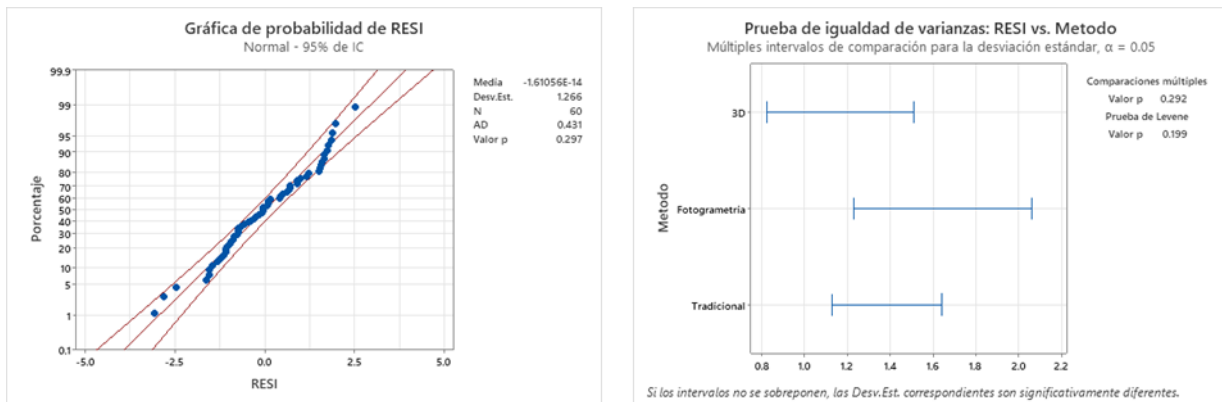 Gráfica de probabilidad de RESI
Normal - 95% de IC
99.9
99
95
90
80
70
60
50
40
30
20
10
5
1
0.1
Porcentaje
-5.0 -2.5 0.0 2.5 5.0
RESI
Media -1.61056E-14
Desv.Est. 1.266
N 60
AD 0.431
Valor p 0.297
Prueba de igualdad de varianzas: RESI vs. Metodo
Múltiples intervalos de comparación para la desviación estándar, α = 0.05
Metodo
3D
Fotogrametría
Tradicional
0.8 1.0 1.2 1.4 1.6 1.8 2.0 2.2
Comparaciones múltiples
Valor p 0.292
Prueba de Levene
Valor p 0.199
Si los intervalos no se sobreponen, las Desv.Est. correspondientes son significativamente diferentes.